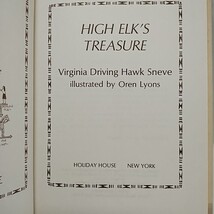 HIGH ELK'S
TREASURE
Virginia Driving Hawk Sneve
illustrated by Oren Lyons
HOLIDAY HOUSE NEW YORK